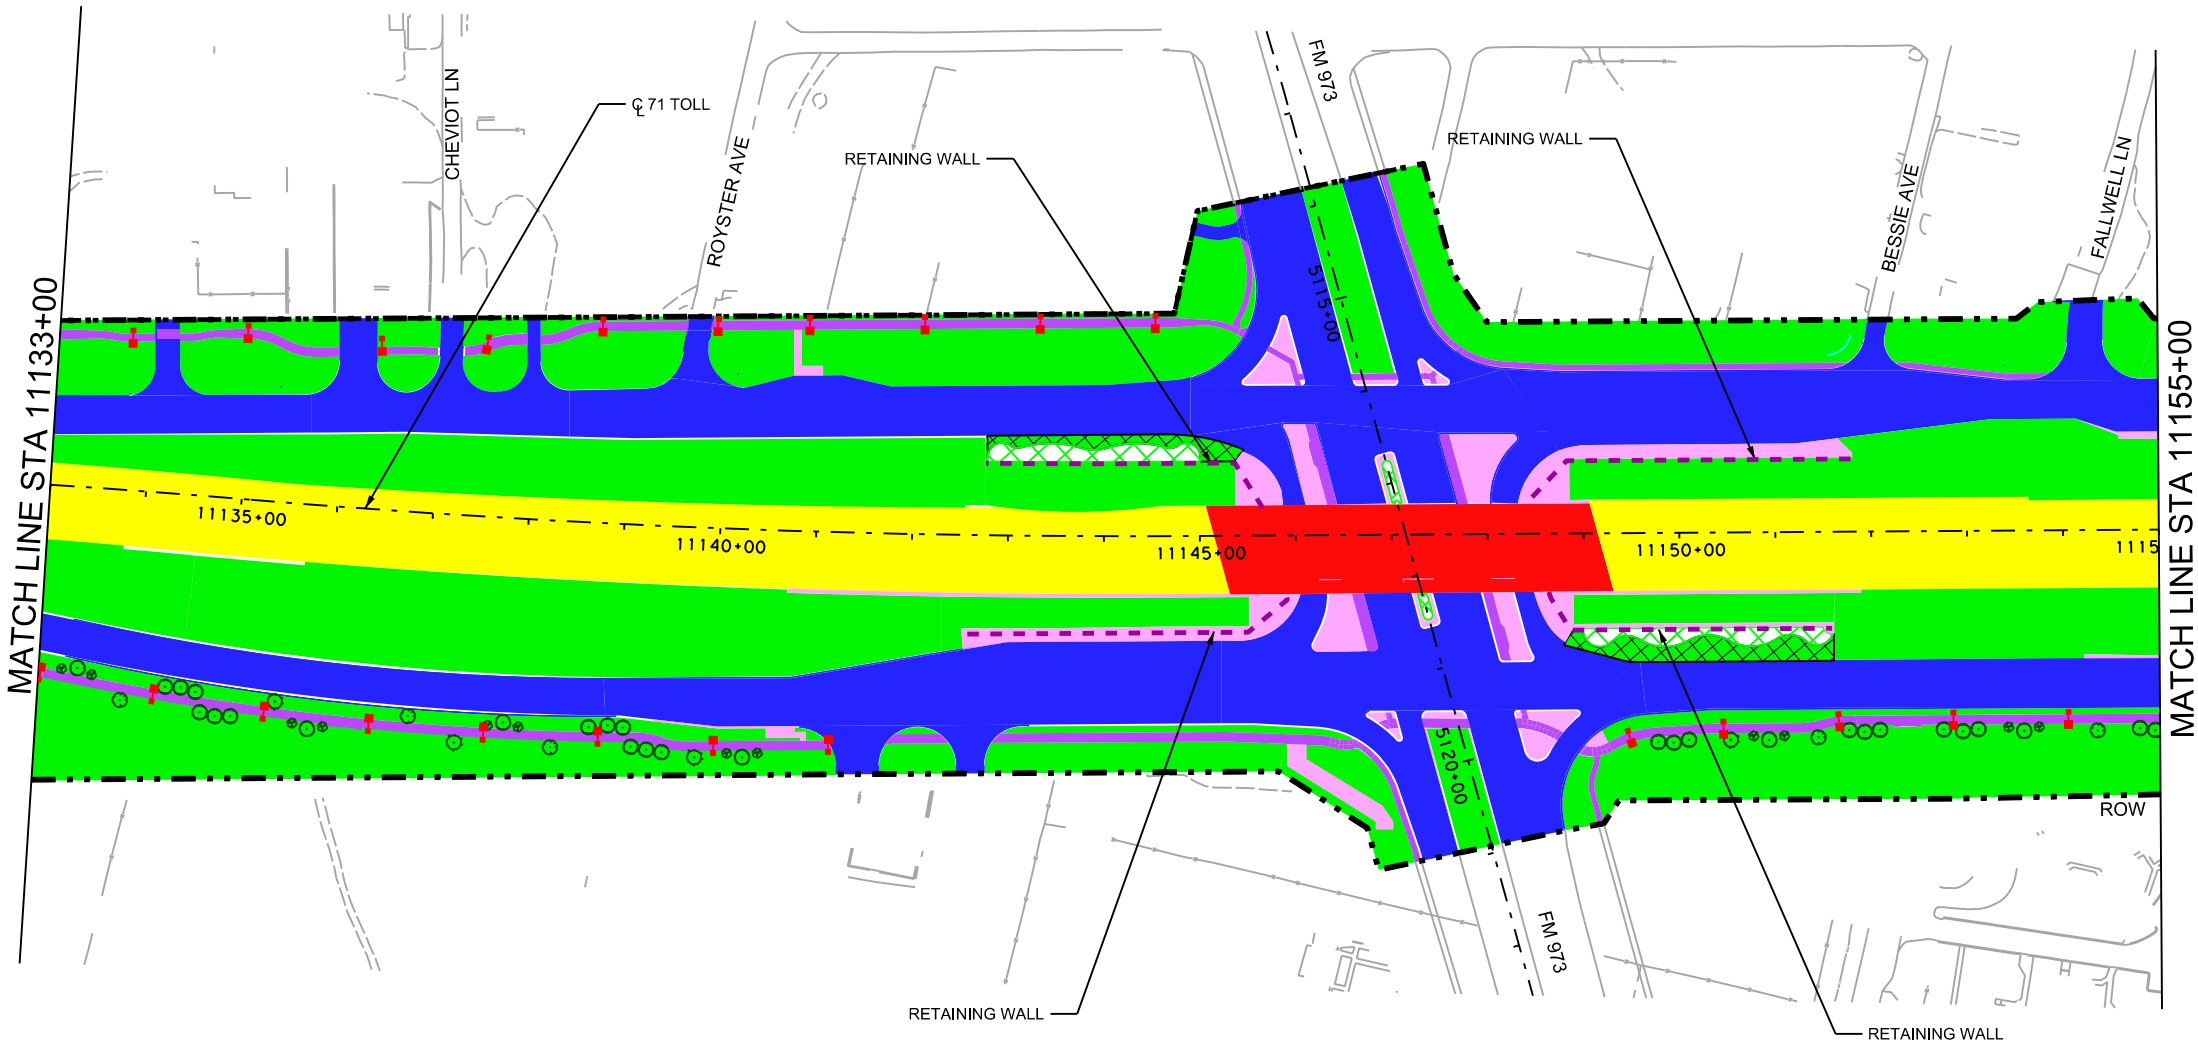 FM 973
CHEVIOT LN
℄ 71 TOLL
ROYSTER AVE
RETAINING WALL
RETAINING WALL
BESSIE AVE
FALLWELL LN
5115+00
MATCH LINE STA 11133+00
MATCH LINE STA 11155+00
11135+00
11140+00
11145+00
11150+00
1115
5120+00
ROW
FM 973
RETAINING WALL
RETAINING WALL